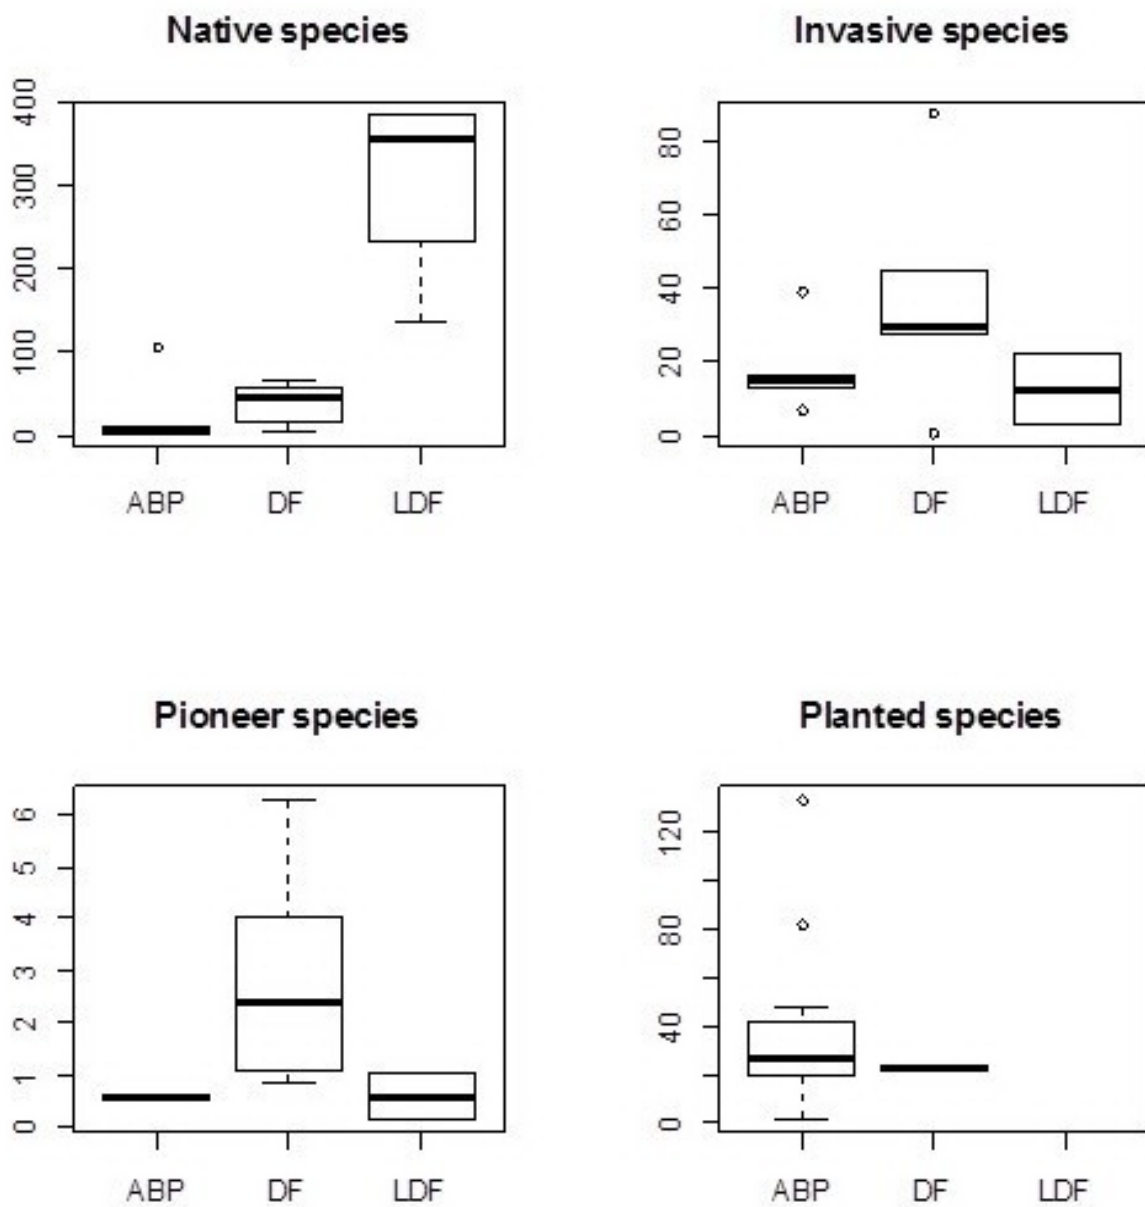 Native species
400
300
200
100
0
ABP DF LDF
Invasive species
80
60
40
20
0
ABP DF LDF
Pioneer species
6
5
4
3
2
1
0
ABP DF LDF
Planted species
120
80
40
0
ABP DF LDF